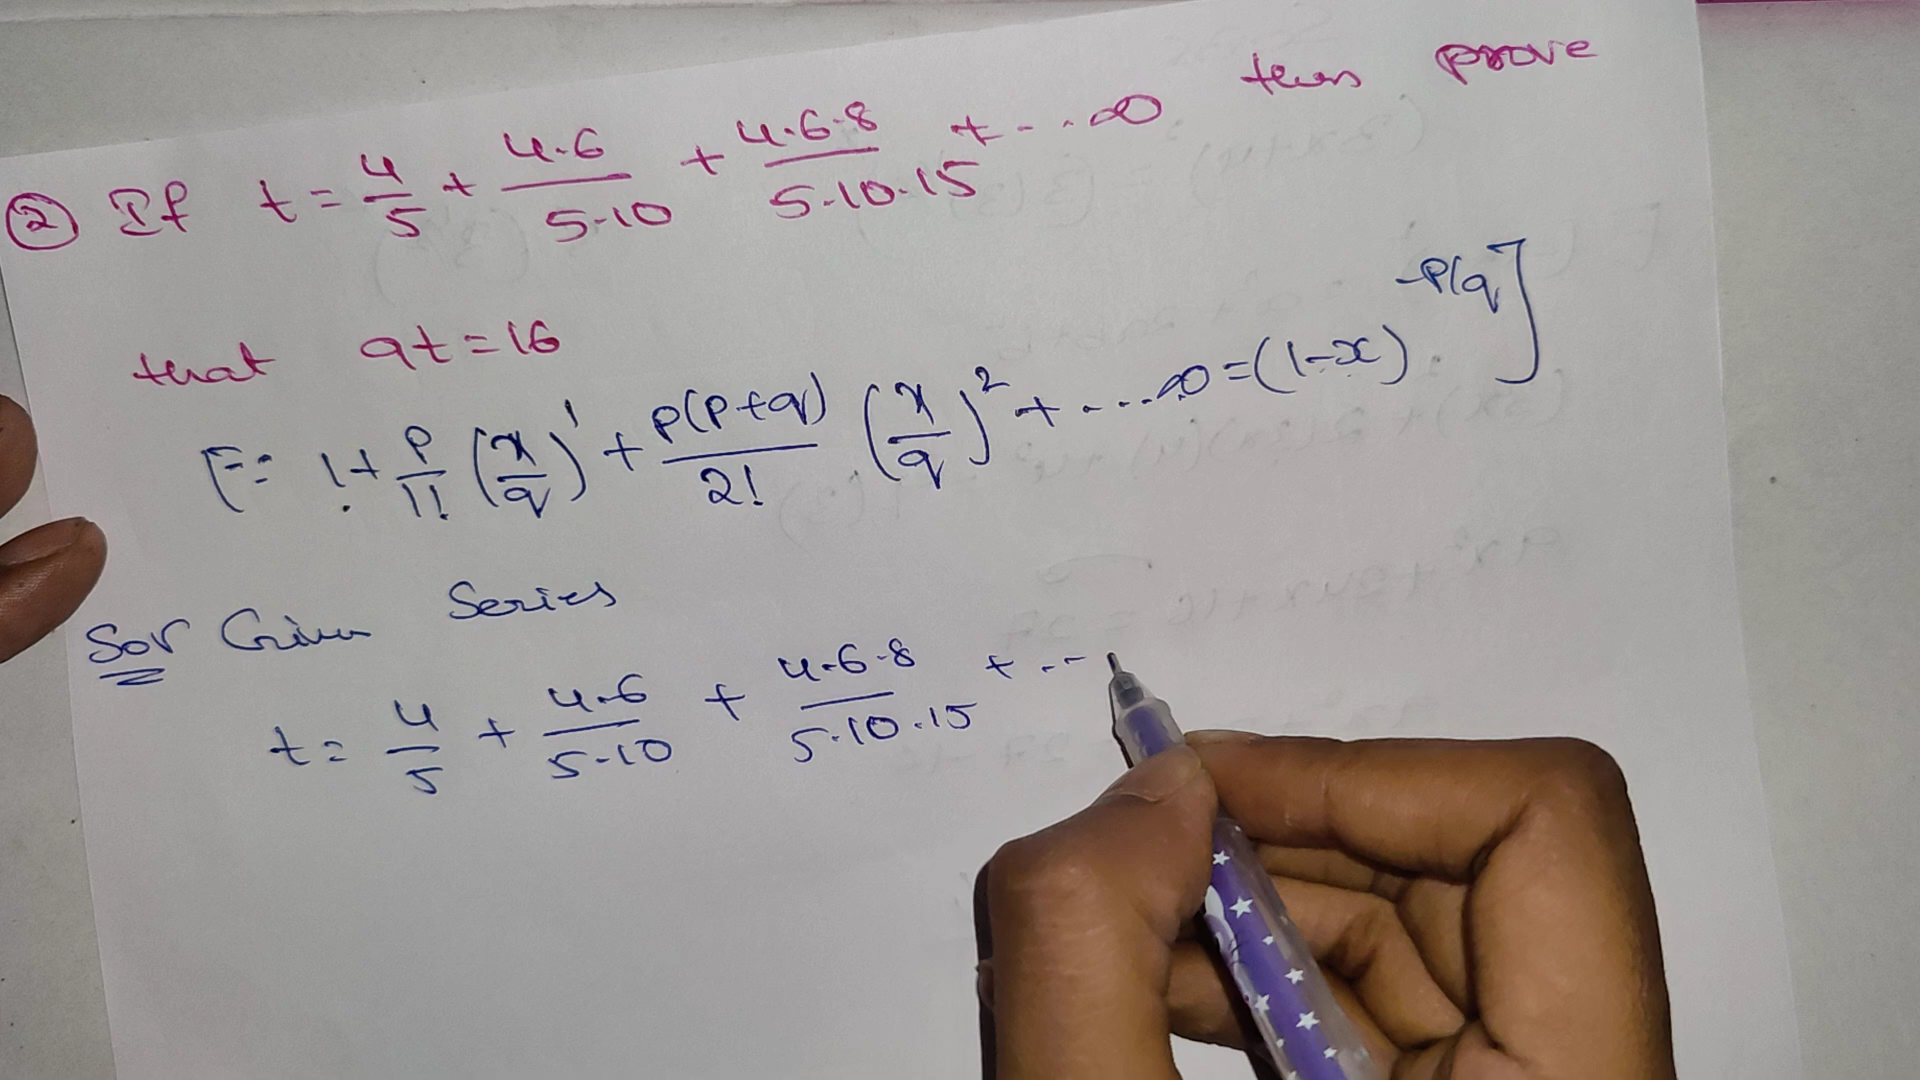 ② If t = 4/5 + 4·6/5·10 + 4·6·8/5·10·15 + - ·· ∞ then prove
that 9t = 16
[∵ 1 + P/1! (x/q)^1 + P(P+q)/2! (x/q)^2 + - ... ∞ = (1-x)^-P/q]
Sol Given Series
t = 4/5 + 4·6/5·10 + 4·6·8/5·10·15 + ·-